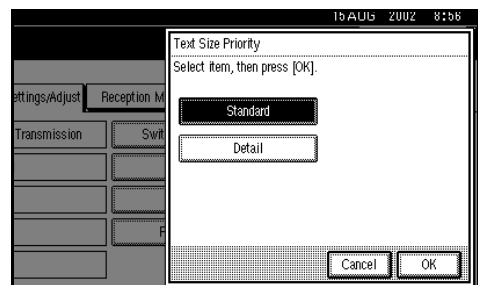 15 AUG 2002 8:56
Text Size Priority
Select item, then press [OK].
ettings/Adjust Reception M
Standard
Transmission Swit
Detail
F
Cancel OK